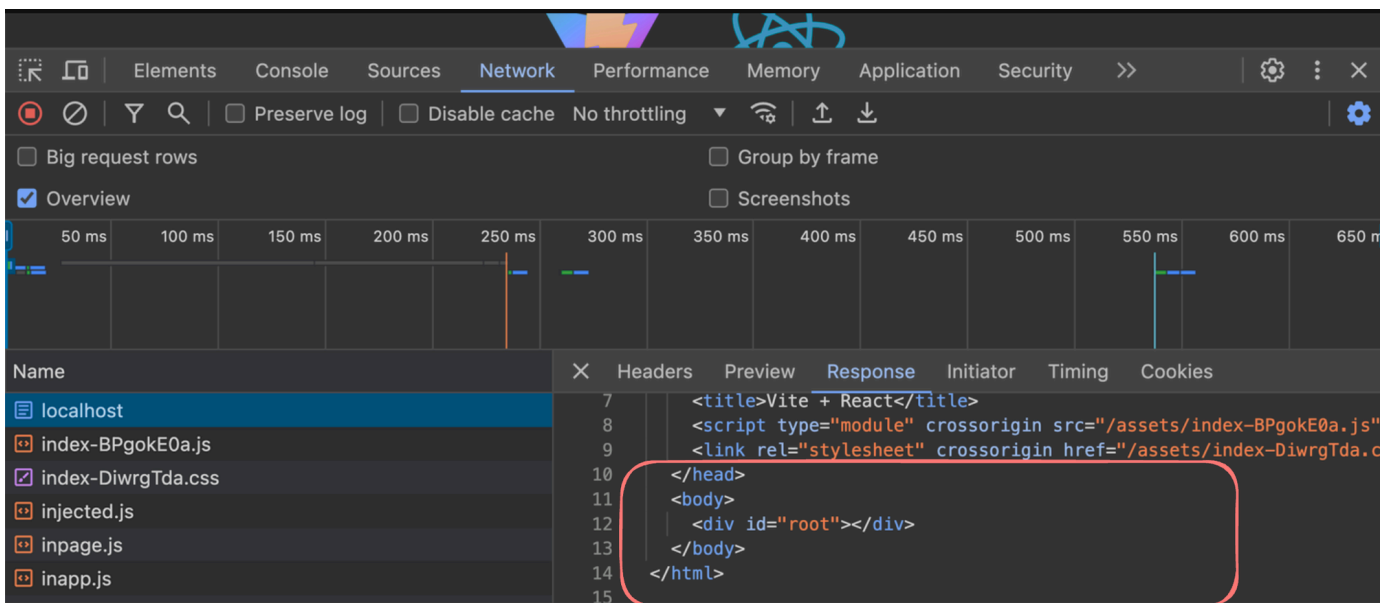 Elements Console Sources Network Performance Memory Application Security
Preserve log Disable cache No throttling
Big request rows Group by frame
Overview Screenshots
50 ms 100 ms 150 ms 200 ms 250 ms 300 ms 350 ms 400 ms 450 ms 500 ms 550 ms 600 ms 650 m
Name
localhost
index-BPgokE0a.js
index-DiwrgTda.css
injected.js
inpage.js
inapp.js
Headers Preview Response Initiator Timing Cookies
7 <title>Vite + React</title>
8 <script type="module" crossorigin src="/assets/index-BPgokE0a.js"
9 <link rel="stylesheet" crossorigin href="/assets/index-DiwrgTda.c
10 </head>
11 <body>
12 <div id="root"></div>
13 </body>
14 </html>
15